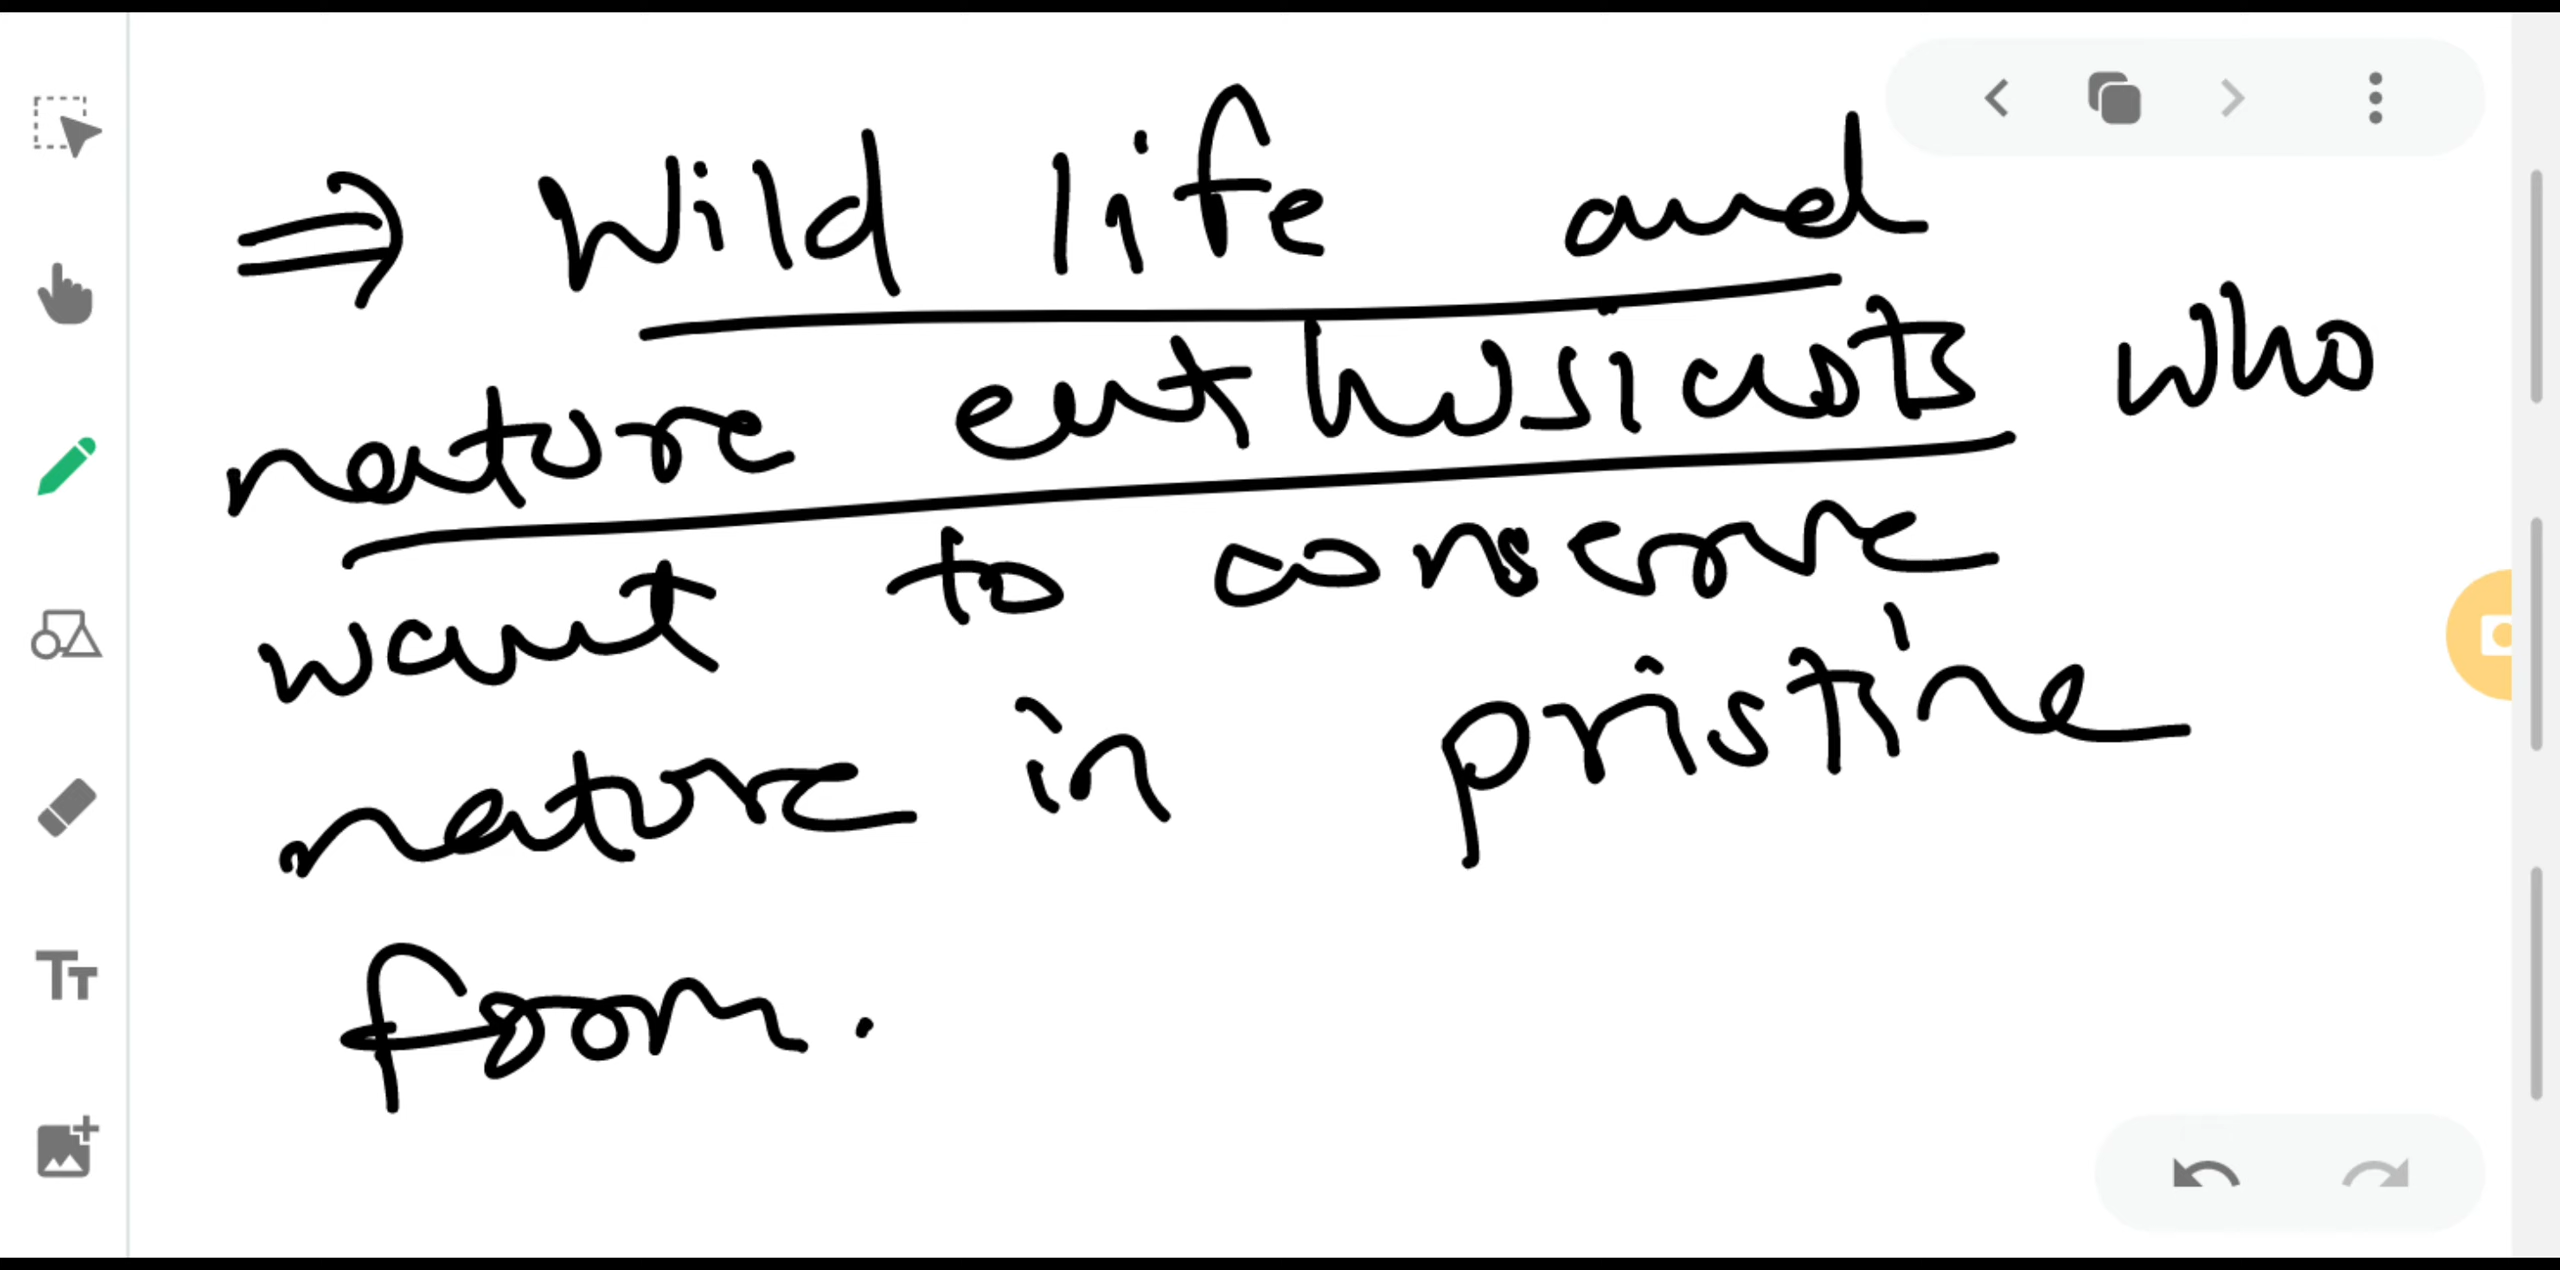 ⇒ Wild life and
nature enthusiasts who
want to conserve
nature in pristine
form.